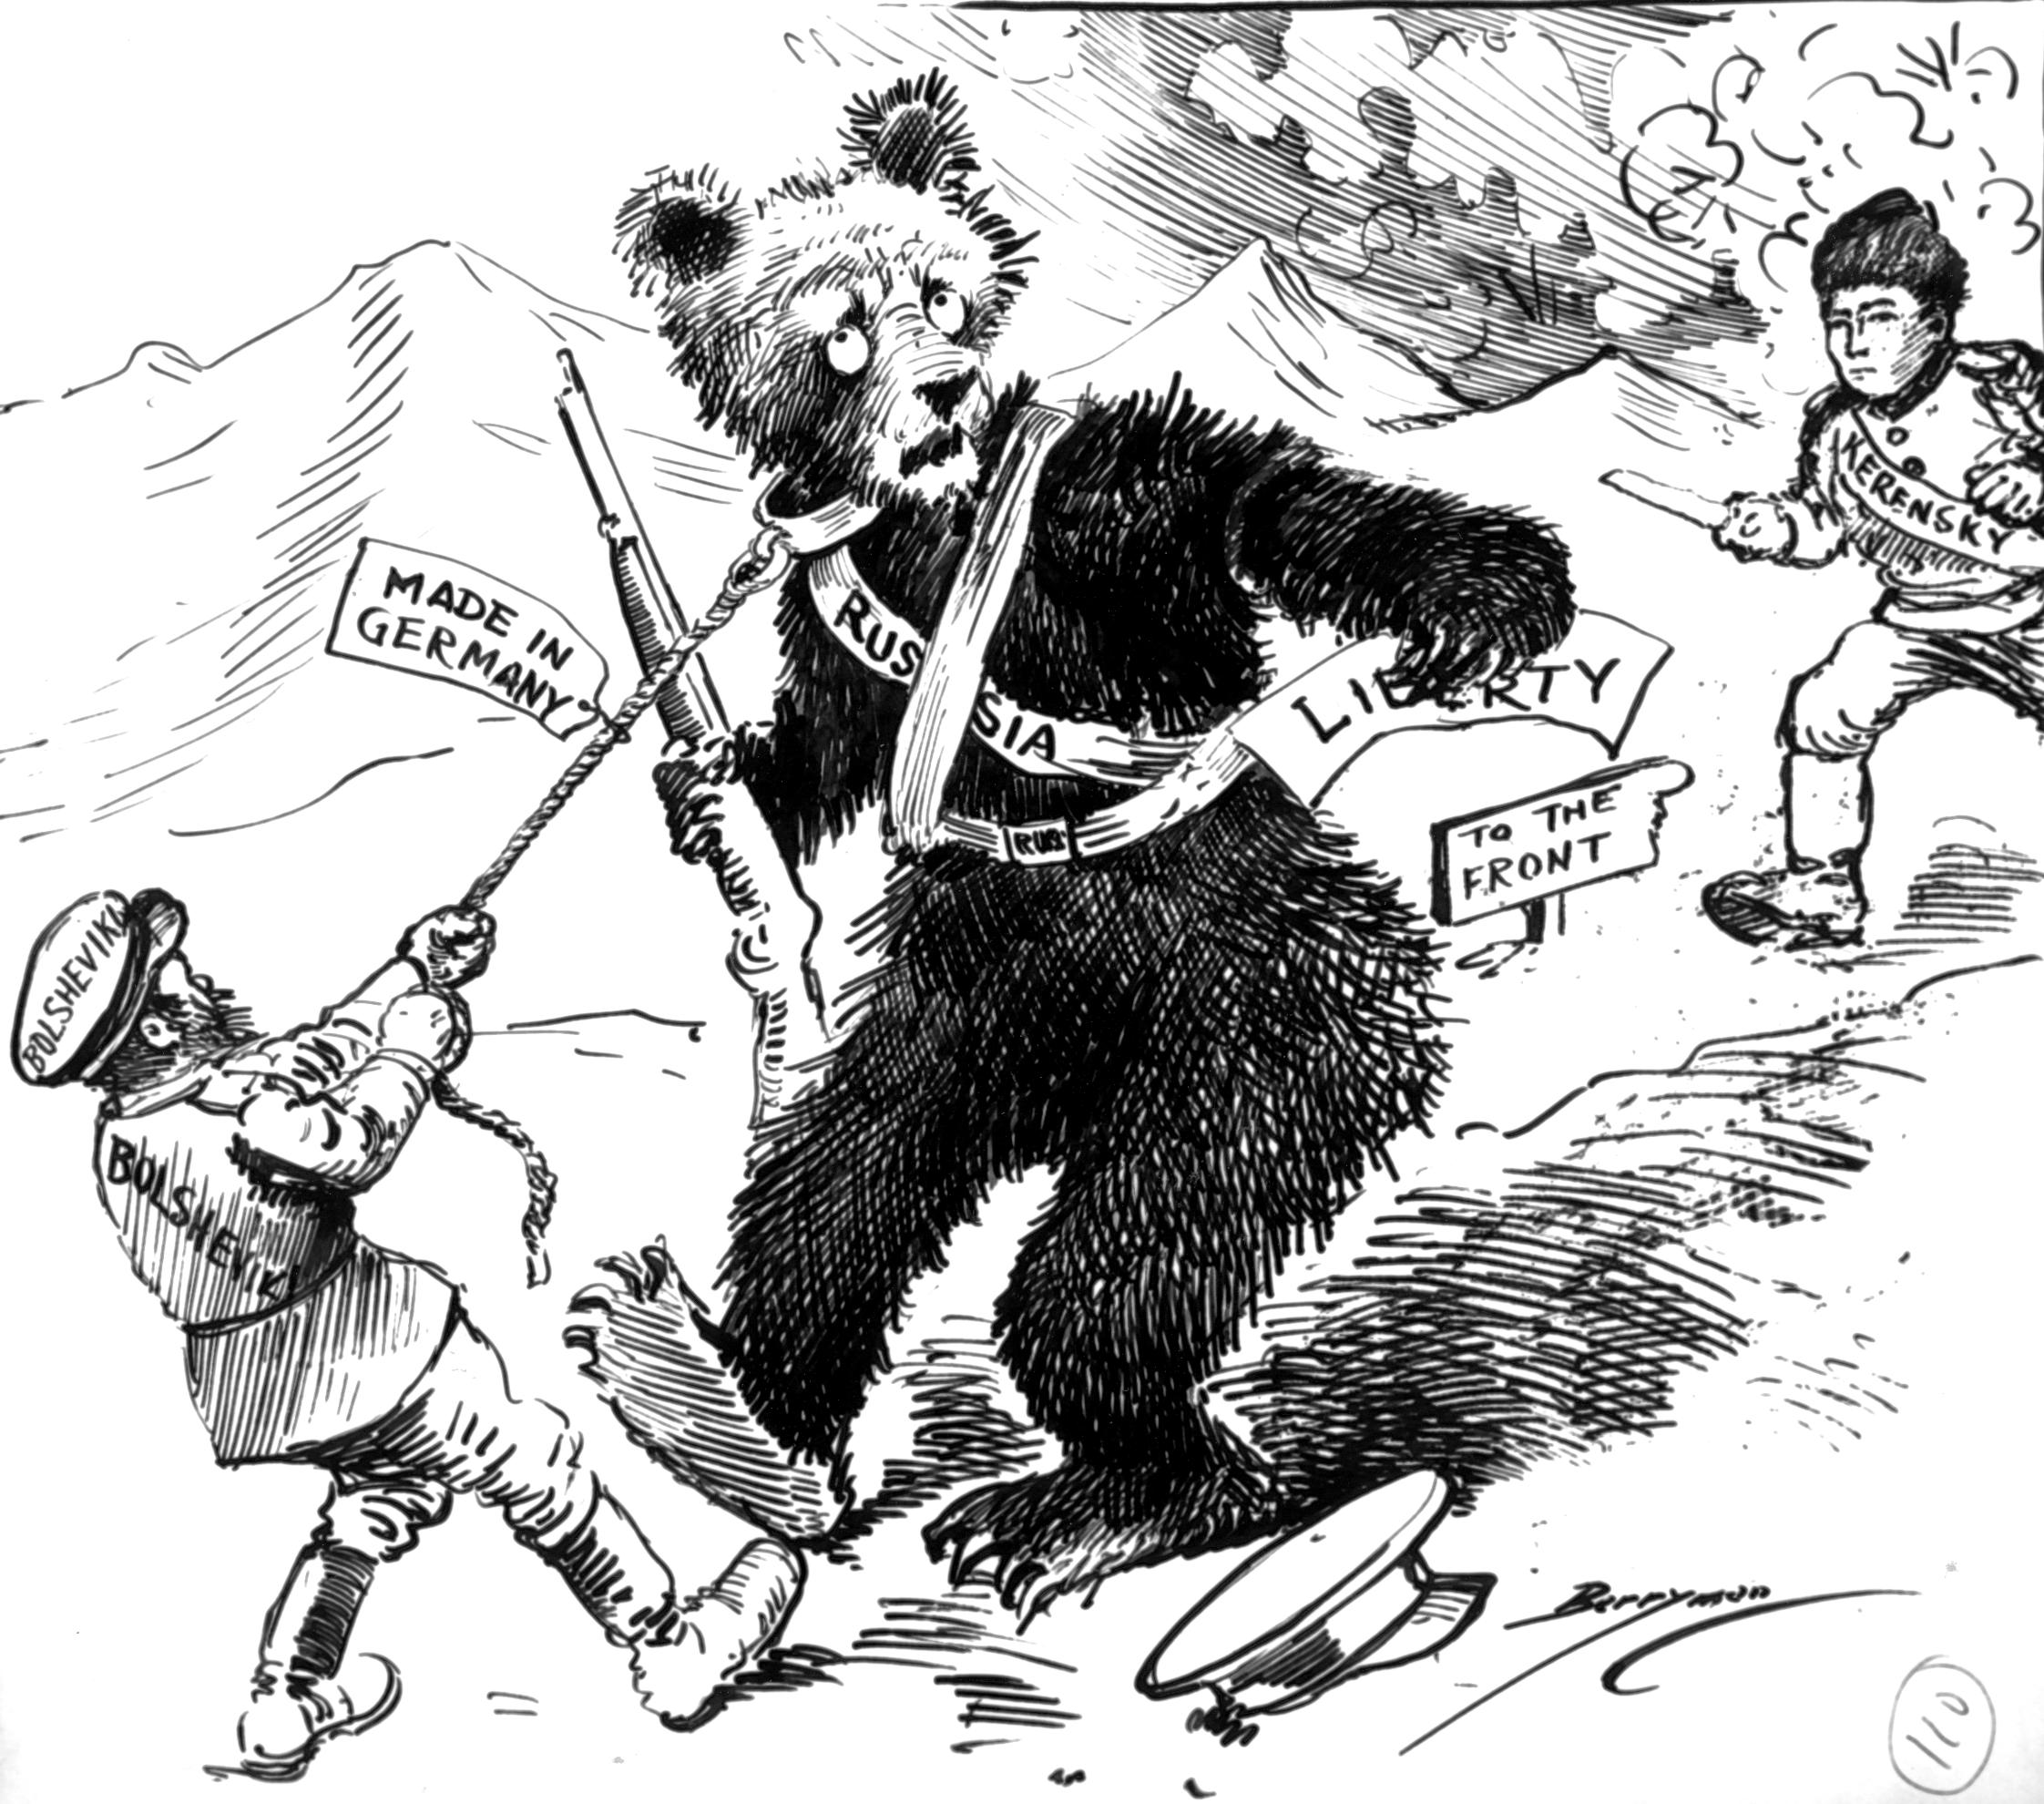 MADE IN
GERMANY
RUSSIA
KERENSKY
LIBERTY
TO THE
FRONT
RUS
BOLSHEVIKI
BOLSHEVIKI
Berryman
110